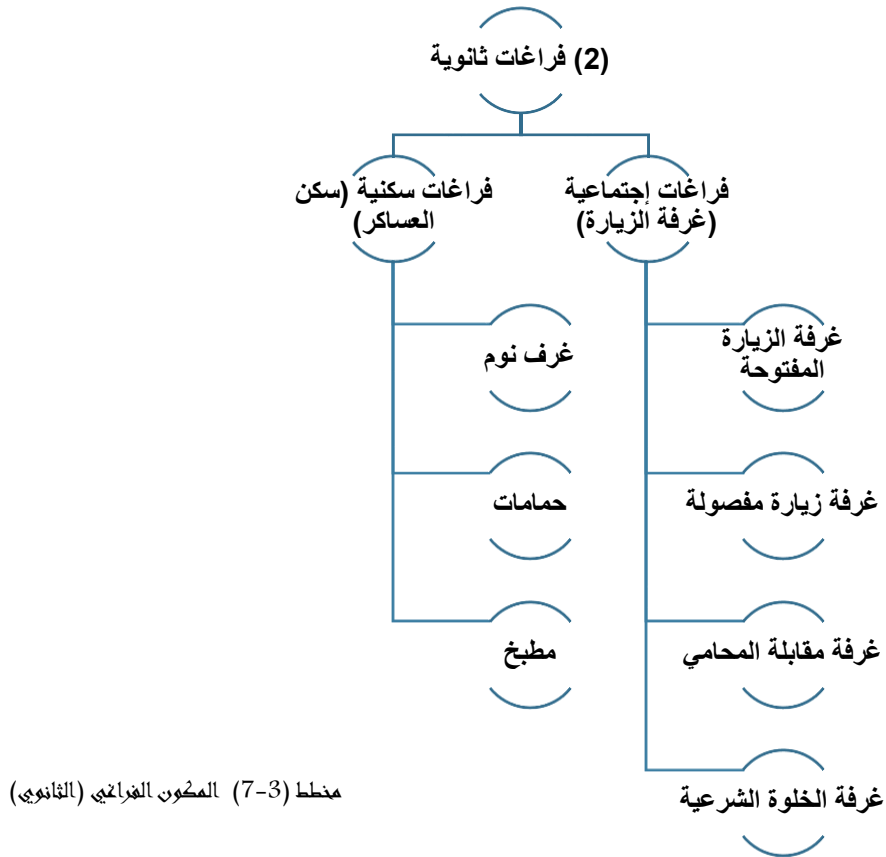 (2) فراغات ثانوية
فراغات إجتماعية
(غرفة الزيارة)
فراغات سكنية (سكن
العساكر)
غرفة الزيارة
المفتوحة
غرف نوم
غرفة زيارة مفصولة
حمامات
غرفة مقابلة المحامي
مطبخ
غرفة الخلوة الشرعية
مخطط (3-7) المكون الفراغي (الثانوي)